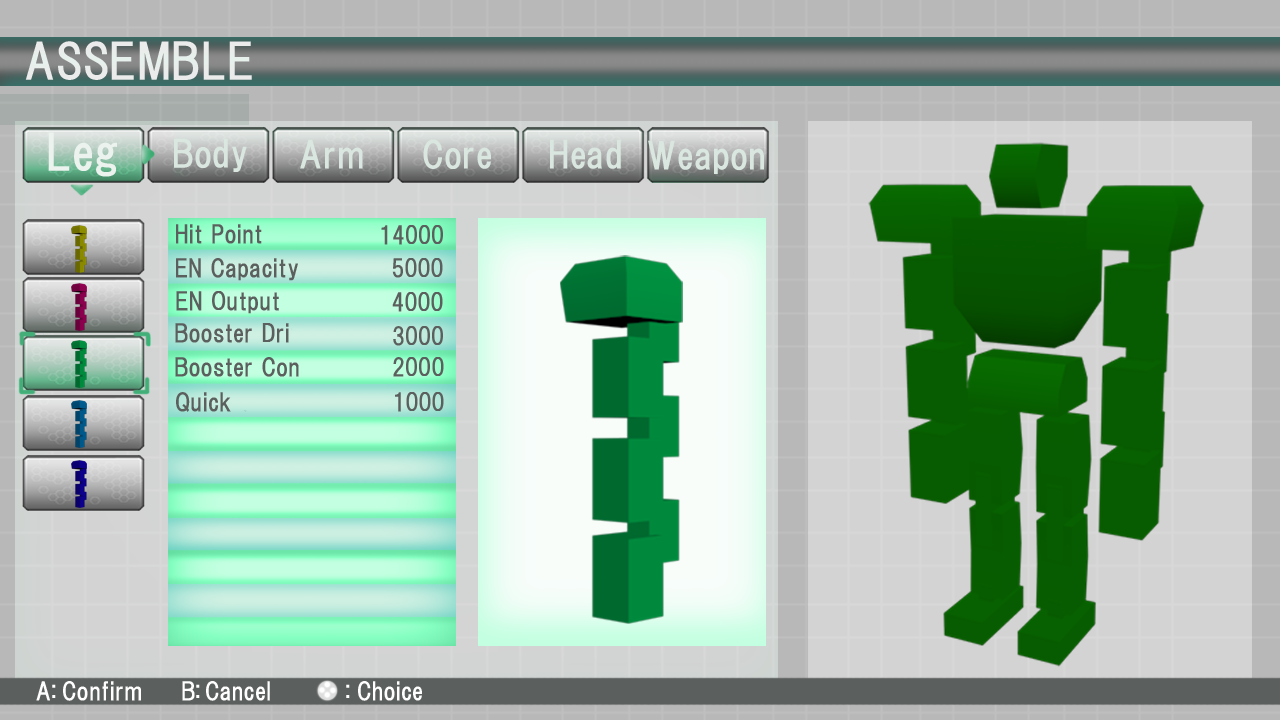 ASSEMBLE
Leg Body Arm Core Head Weapon
Hit Point 14000
EN Capacity 5000
EN Output 4000
Booster Dri 3000
Booster Con 2000
Quick 1000
A: Confirm B: Cancel : Choice